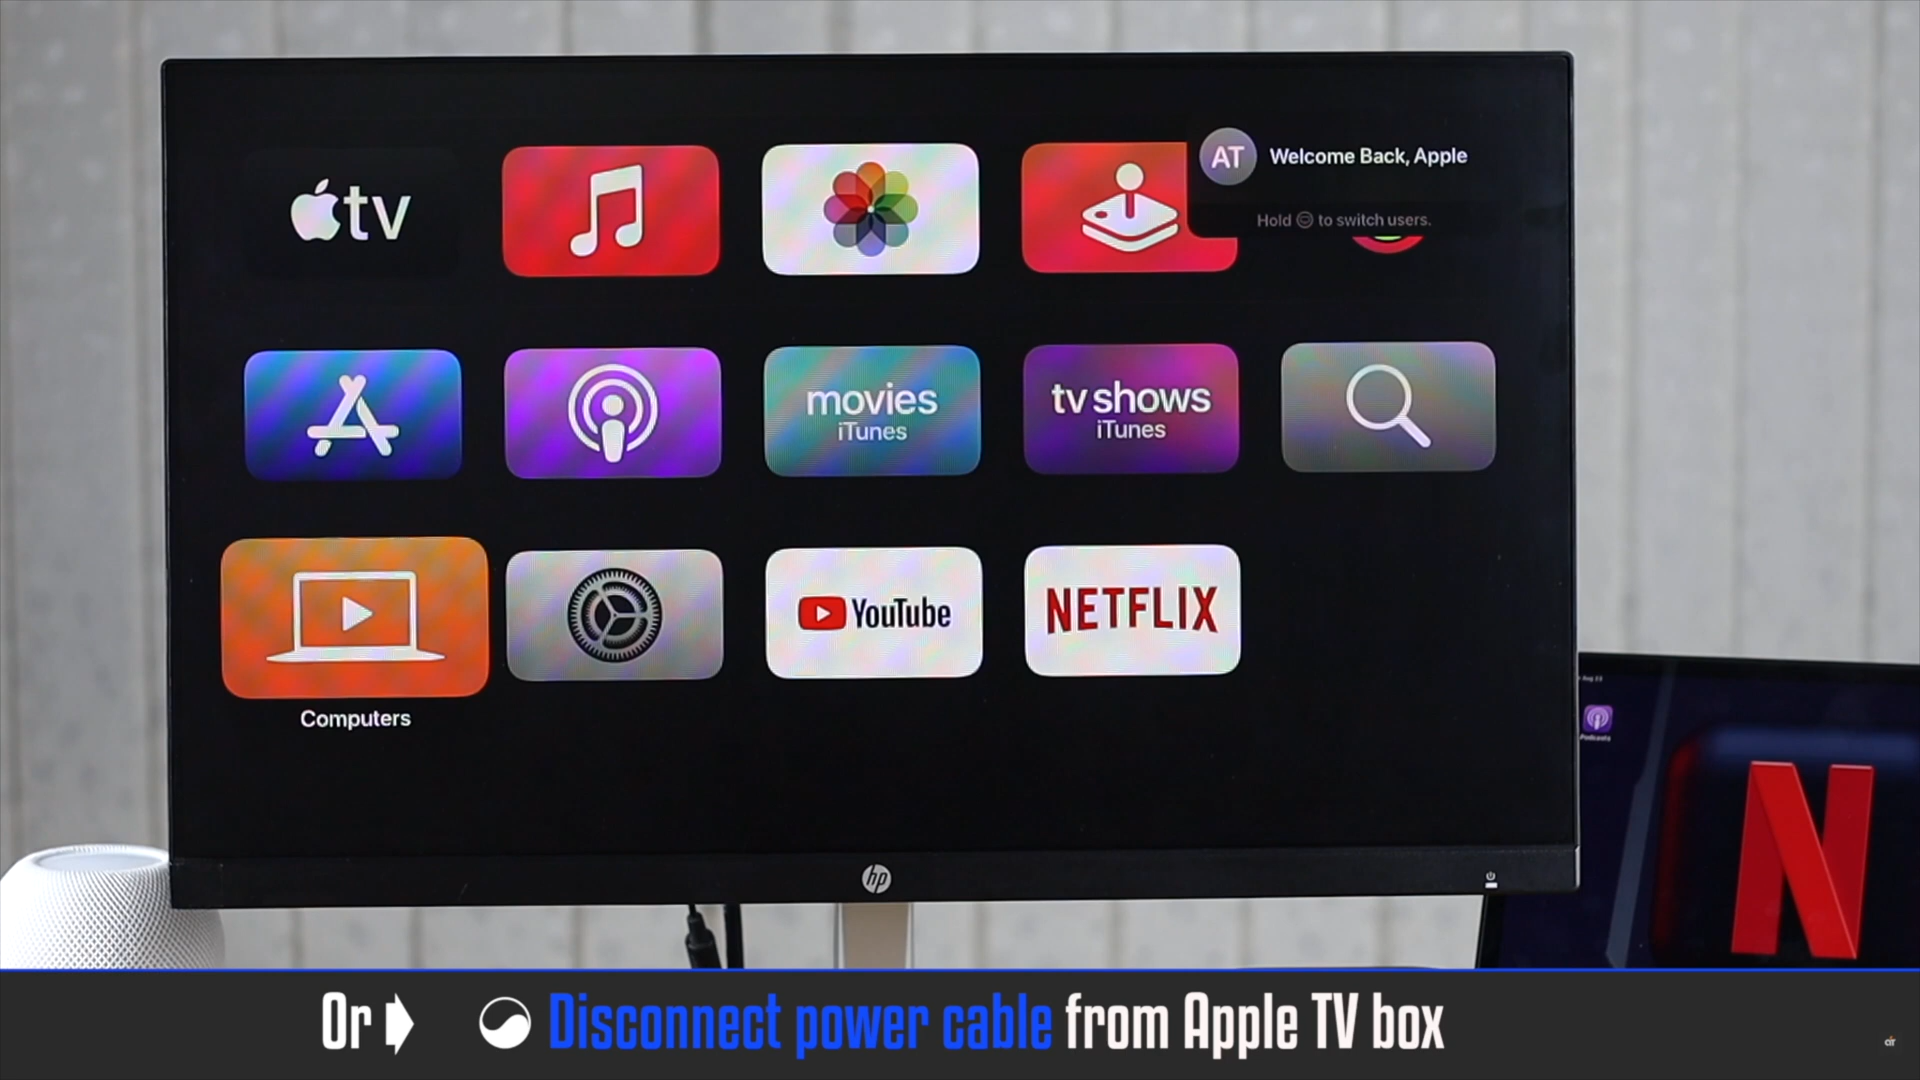 tv
AT Welcome Back, Apple
Hold to switch users.
movies
iTunes
tv shows
iTunes
YouTube
NETFLIX
Computers
Podcasts
N
hp
Or Disconnect power cable from Apple TV box